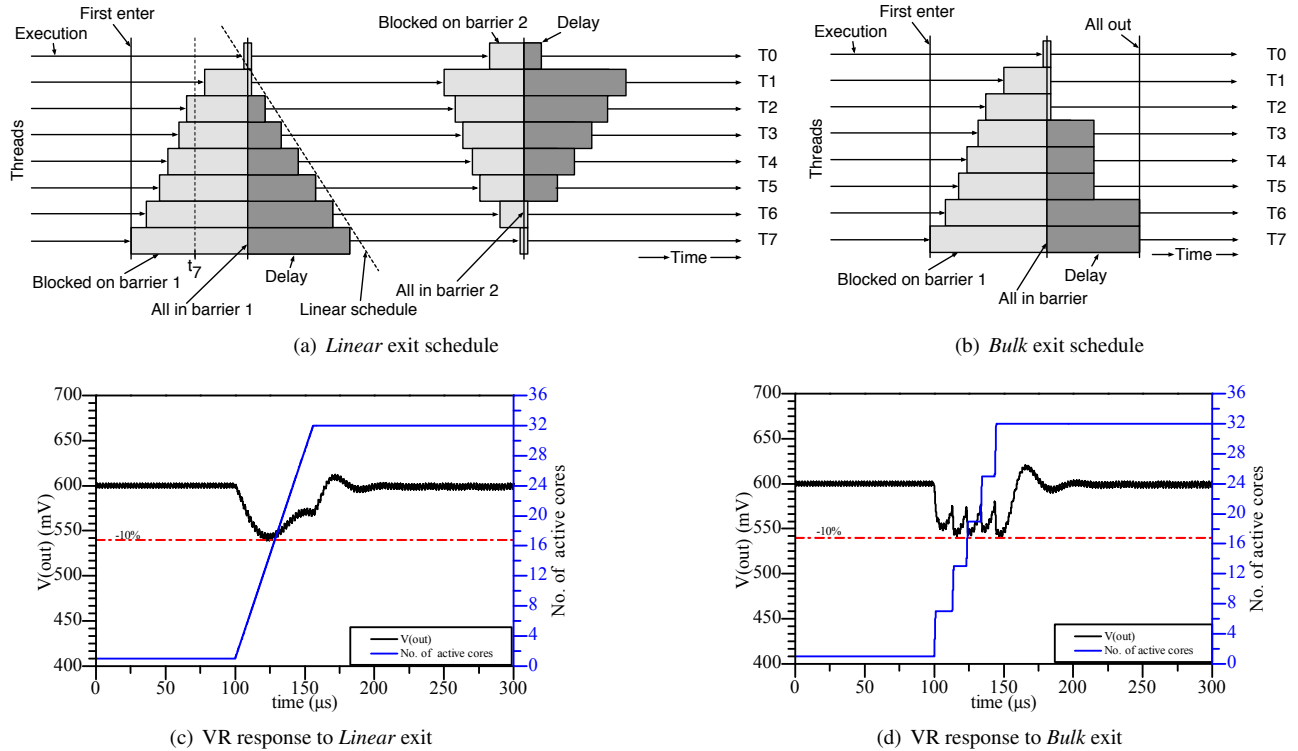 First enter
Execution
Blocked on barrier 2
Delay
T0
T1
T2
T3
T4
T5
T6
T7
Threads
t7
Blocked on barrier 1
Delay
All in barrier 1
Linear schedule
All in barrier 2
Time
(a) Linear exit schedule
First enter
Execution
All out
T0
T1
T2
T3
T4
T5
T6
T7
Threads
Blocked on barrier 1
Delay
All in barrier
Time
(b) Bulk exit schedule
700
650
600
550
500
450
400
V(out) (mV)
-10%
36
32
28
24
20
16
12
8
4
0
No. of active cores
V(out)
No. of active cores
0 50 100 150 200 250 300
time (μs)
(c) VR response to Linear exit
700
650
600
550
500
450
400
V(out) (mV)
-10%
36
32
28
24
20
16
12
8
4
0
No. of active cores
V(out)
No. of active cores
0 50 100 150 200 250 300
time (μs)
(d) VR response to Bulk exit